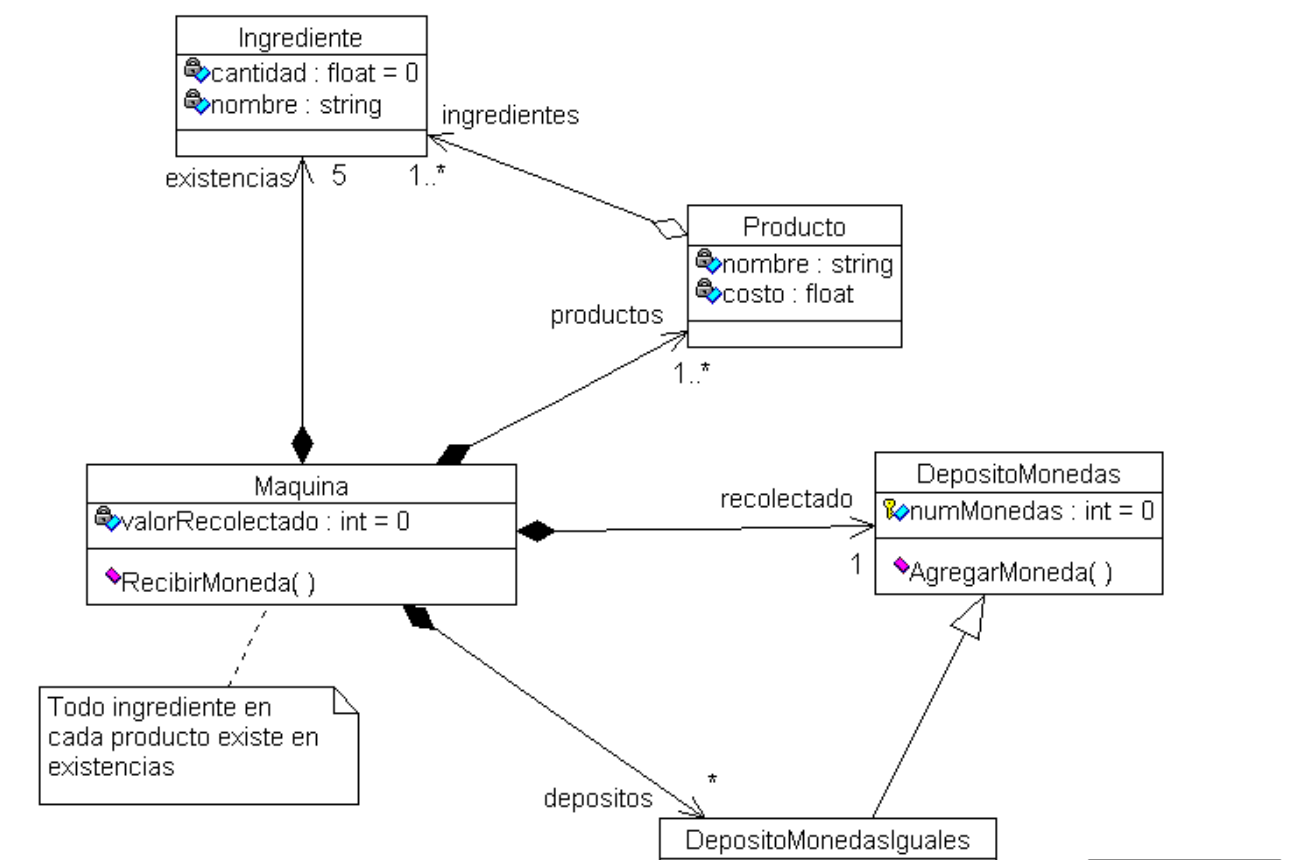 Ingrediente
cantidad : float = 0
nombre : string
ingredientes
existencias
5
1..*
Producto
nombre : string
costo : float
productos
1..*
Maquina
valorRecolectado : int = 0
RecibirMoneda( )
recolectado
1
DepositoMonedas
numMonedas : int = 0
AgregarMoneda( )
Todo ingrediente en
cada producto existe en
existencias
depositos
*
DepositoMonedasIguales